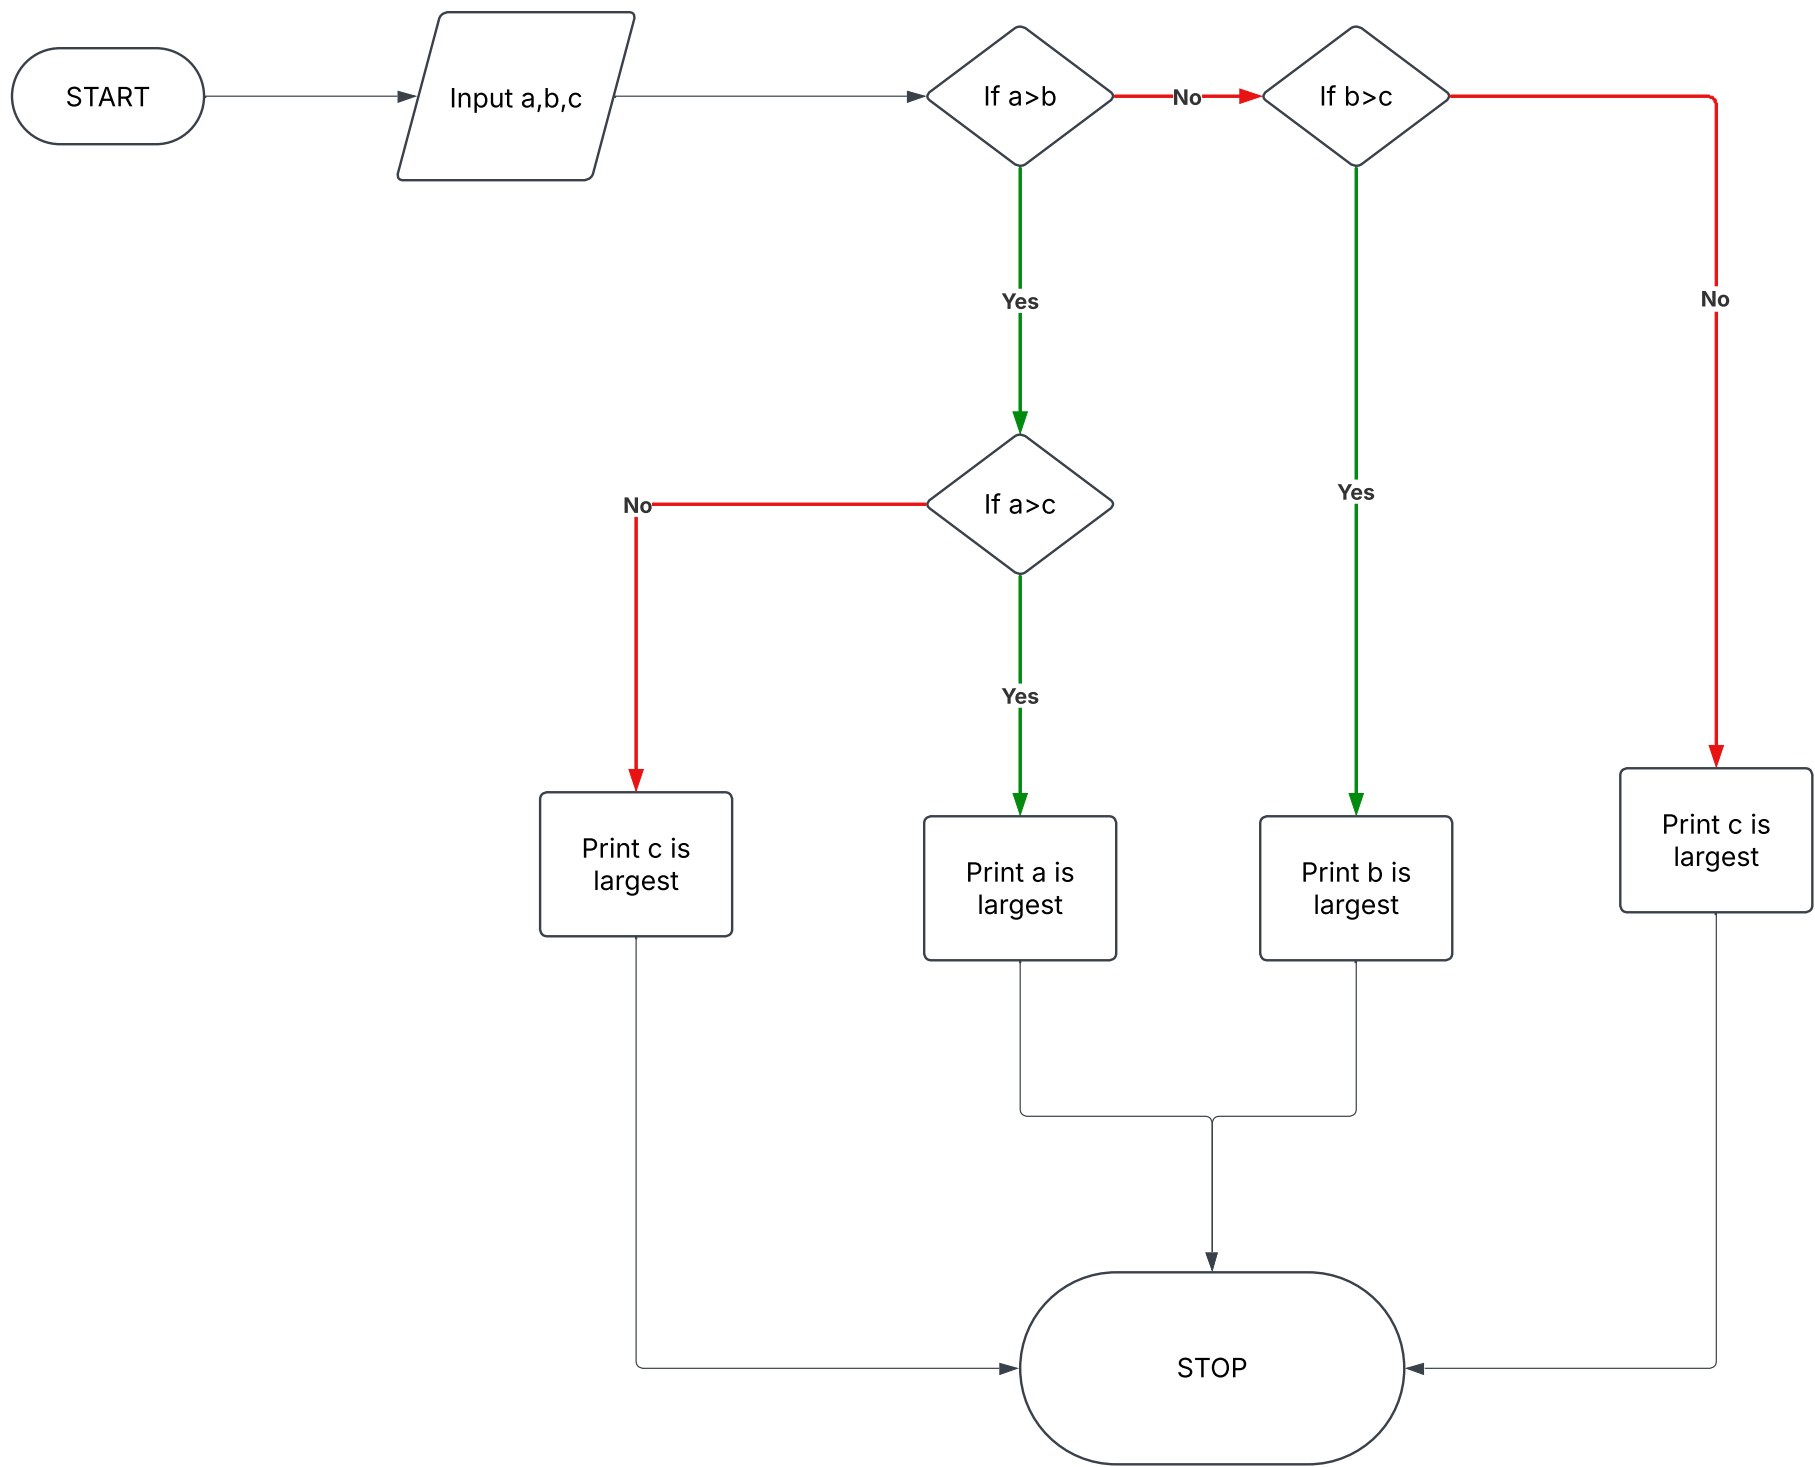 START
Input a,b,c
If a>b
No
If b>c
Yes
No
If a>c
No
Yes
Yes
Print c is
largest
Print a is
largest
Print b is
largest
Print c is
largest
STOP